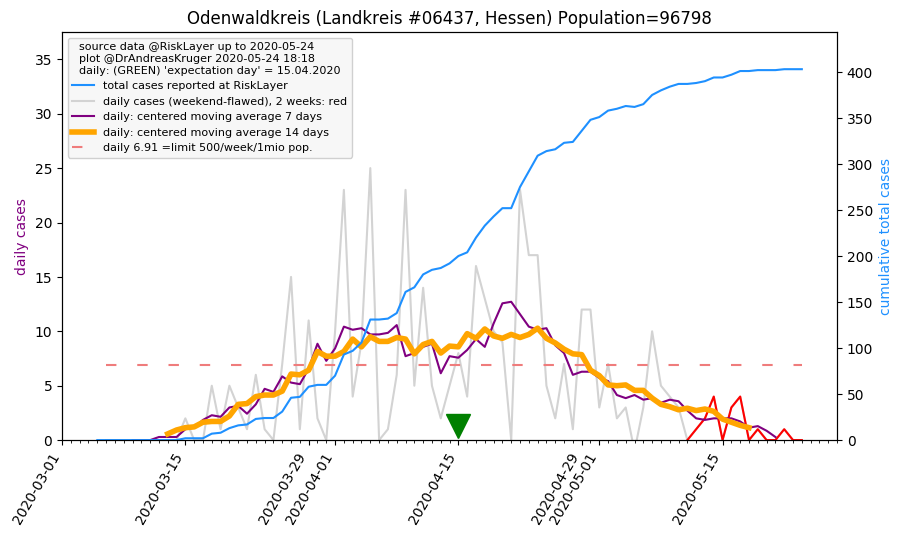 Odenwaldkreis (Landkreis #06437, Hessen) Population=96798
source data @RiskLayer up to 2020-05-24
plot @DrAndreasKruger 2020-05-24 18:18
daily: (GREEN) 'expectation day' = 15.04.2020
total cases reported at RiskLayer
daily cases (weekend-flawed), 2 weeks: red
daily: centered moving average 7 days
daily: centered moving average 14 days
daily 6.91 =limit 500/week/1mio pop.
daily cases
35
30
25
20
15
10
5
0
cumulative total cases
400
350
300
250
200
150
100
50
0
2020-03-01
2020-03-15
2020-03-29
2020-04-01
2020-04-15
2020-04-29
2020-05-01
2020-05-15